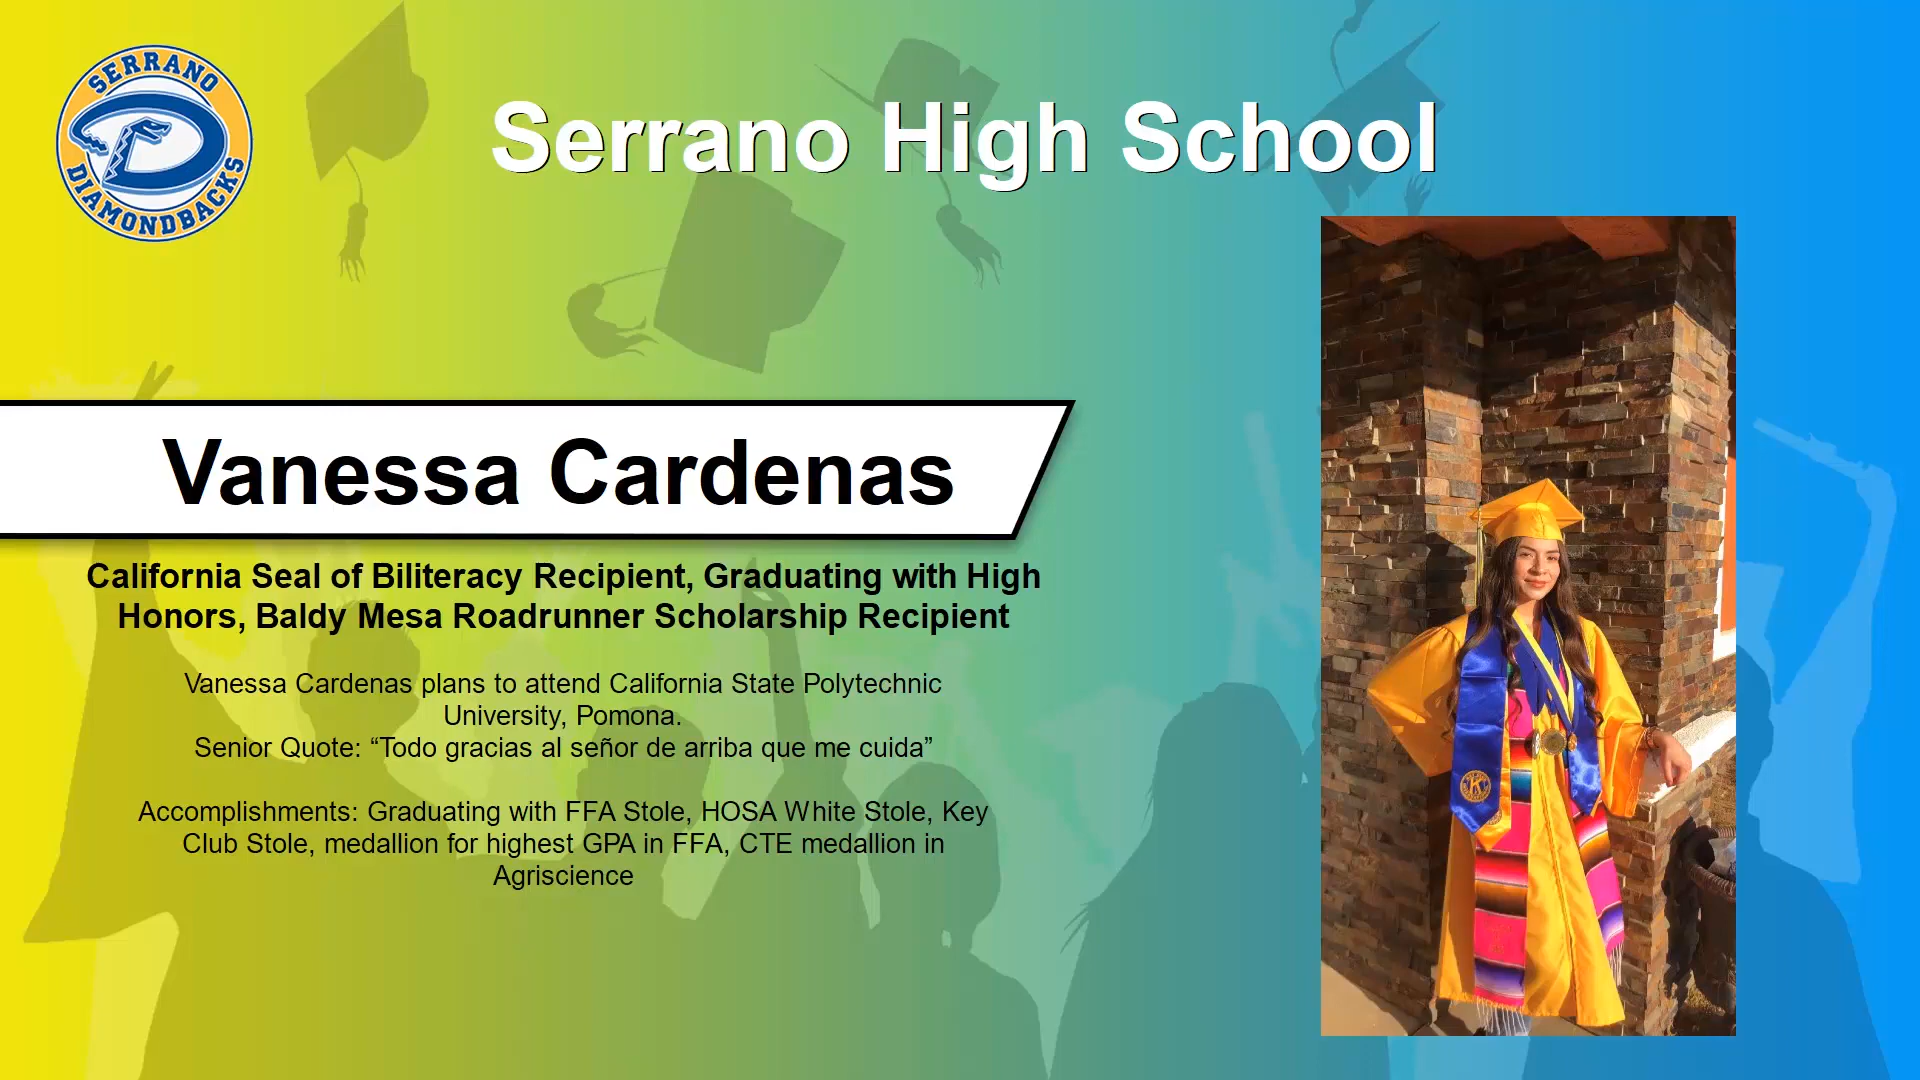 SERRANO
DIAMONDBACKS
Serrano High School
Vanessa Cardenas
California Seal of Biliteracy Recipient, Graduating with High
Honors, Baldy Mesa Roadrunner Scholarship Recipient
Vanessa Cardenas plans to attend California State Polytechnic
University, Pomona.
Senior Quote: “Todo gracias al señor de arriba que me cuida”
Accomplishments: Graduating with FFA Stole, HOSA White Stole, Key
Club Stole, medallion for highest GPA in FFA, CTE medallion in
Agriscience
K